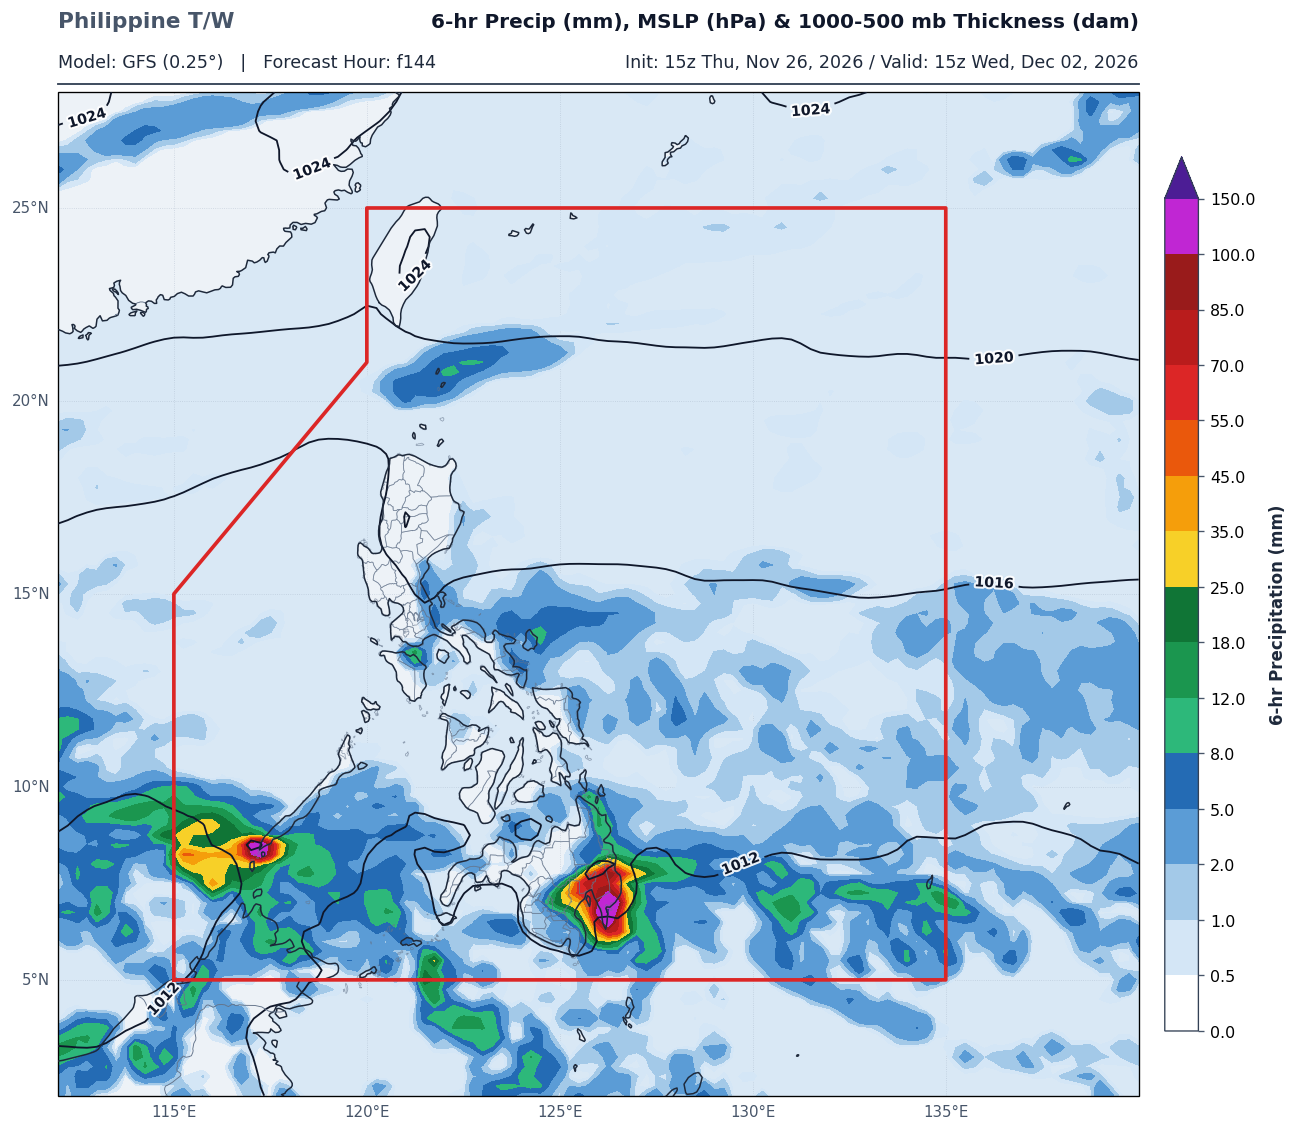 Philippine T/W
6-hr Precip (mm), MSLP (hPa) & 1000-500 mb Thickness (dam)
Model: GFS (0.25°) | Forecast Hour: f144
Init: 15z Thu, Nov 26, 2026 / Valid: 15z Wed, Dec 02, 2026
1024
1024
1024
1024
1020
1016
1012
1012
25°N
20°N
15°N
10°N
5°N
115°E
120°E
125°E
130°E
135°E
150.0
100.0
85.0
70.0
55.0
45.0
35.0
25.0
18.0
12.0
8.0
5.0
2.0
1.0
0.5
0.0
6-hr Precipitation (mm)